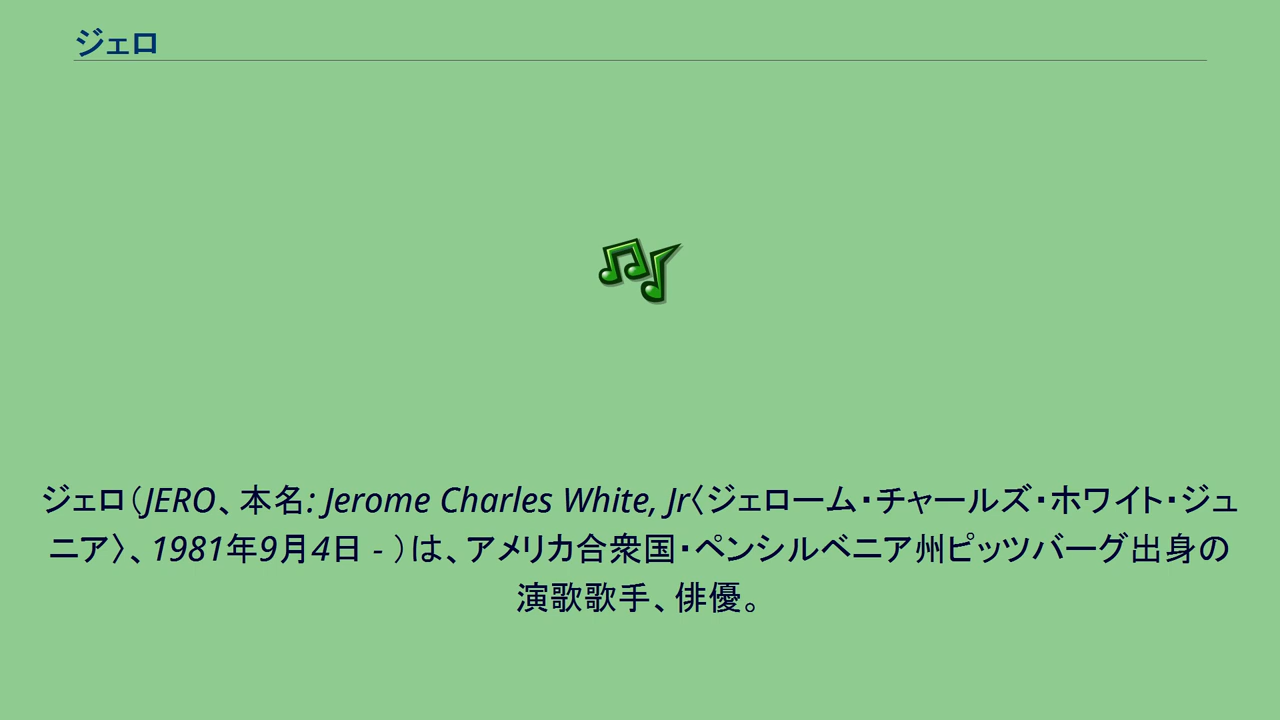 ジェロ
ジェロ（JERO、本名: Jerome Charles White, Jr〈ジェローム・チャールズ・ホワイト・ジュ
ニア〉、1981年9月4日 - ）は、アメリカ合衆国・ペンシルベニア州ピッツバーグ出身の
演歌歌手、俳優。